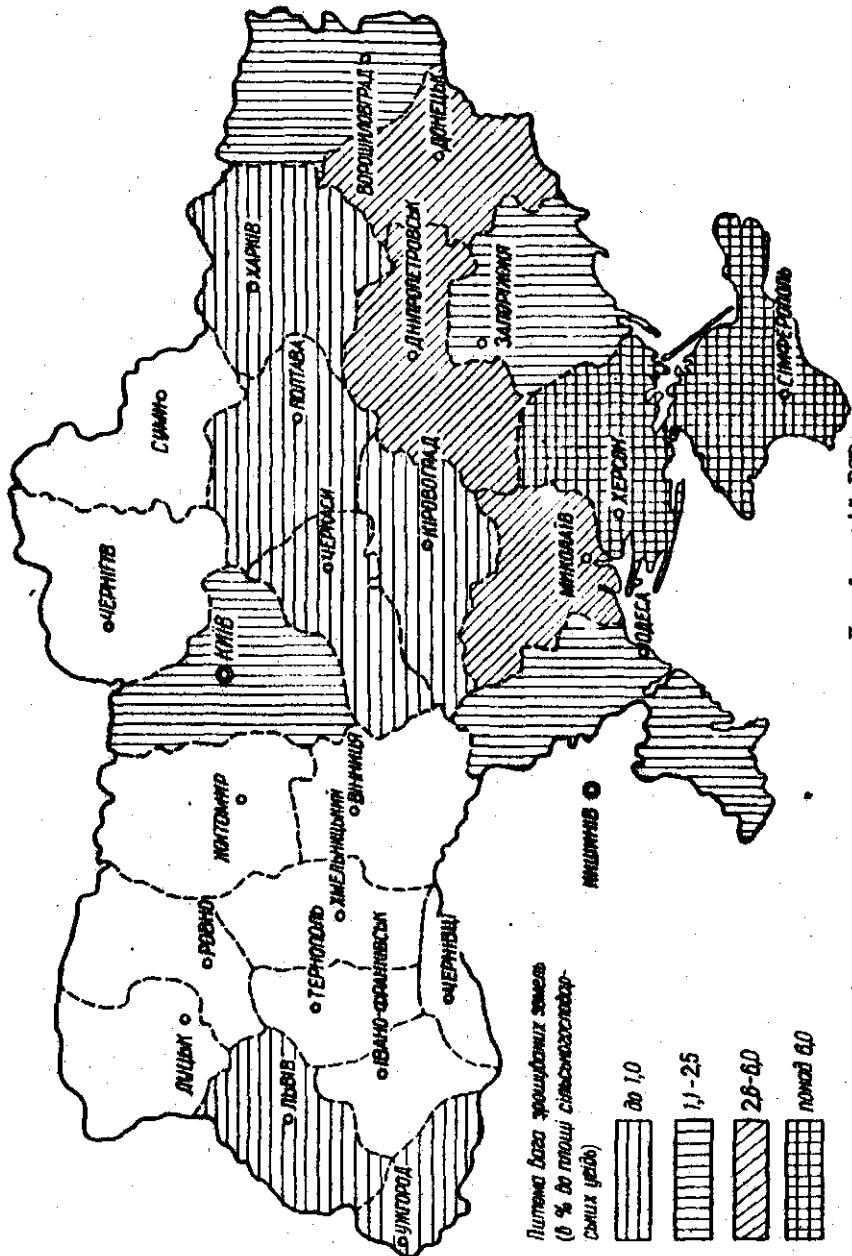 ЧЕРНІГІВ
СУМИ
ЛУЦЬК
РОВНО
ЖИТОМИР
КИЇВ
ХАРКІВ
ЛЬВІВ
ТЕРНОПОЛЬ
ХМЕЛЬНИЦЬКИЙ
ВІННИЦЯ
ЧЕРКАСИ
ПОЛТАВА
ВОРОШИЛОВГРАД
УЖГОРОД
ІВАНО-ФРАНКІВСЬК
ЧЕРНІВЦІ
КІРОВОГРАД
ДНІПРОПЕТРОВСЬК
ДОНЕЦЬК
ЗАПОРІЖЖЯ
КИШИНІВ
МИКОЛАЇВ
ОДЕСА
ХЕРСОН
СІМФЕРОПОЛЬ
Питома вага зрошуваних земель
(в % до площі сільськогосподар-
ських угідь)
до 1,0
1,1-2,5
2,6-6,0
понад 6,0